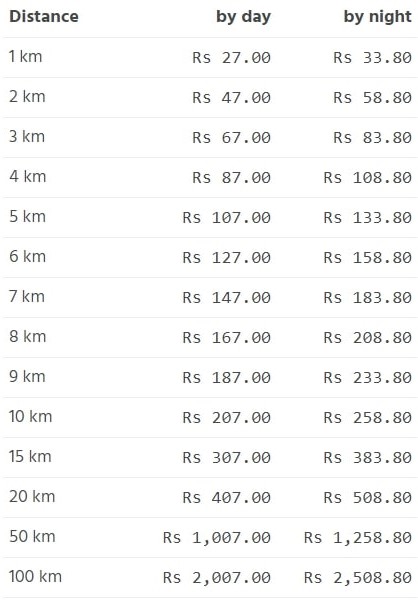 Distance by day by night
1 km Rs 27.00 Rs 33.80
2 km Rs 47.00 Rs 58.80
3 km Rs 67.00 Rs 83.80
4 km Rs 87.00 Rs 108.80
5 km Rs 107.00 Rs 133.80
6 km Rs 127.00 Rs 158.80
7 km Rs 147.00 Rs 183.80
8 km Rs 167.00 Rs 208.80
9 km Rs 187.00 Rs 233.80
10 km Rs 207.00 Rs 258.80
15 km Rs 307.00 Rs 383.80
20 km Rs 407.00 Rs 508.80
50 km Rs 1,007.00 Rs 1,258.80
100 km Rs 2,007.00 Rs 2,508.80